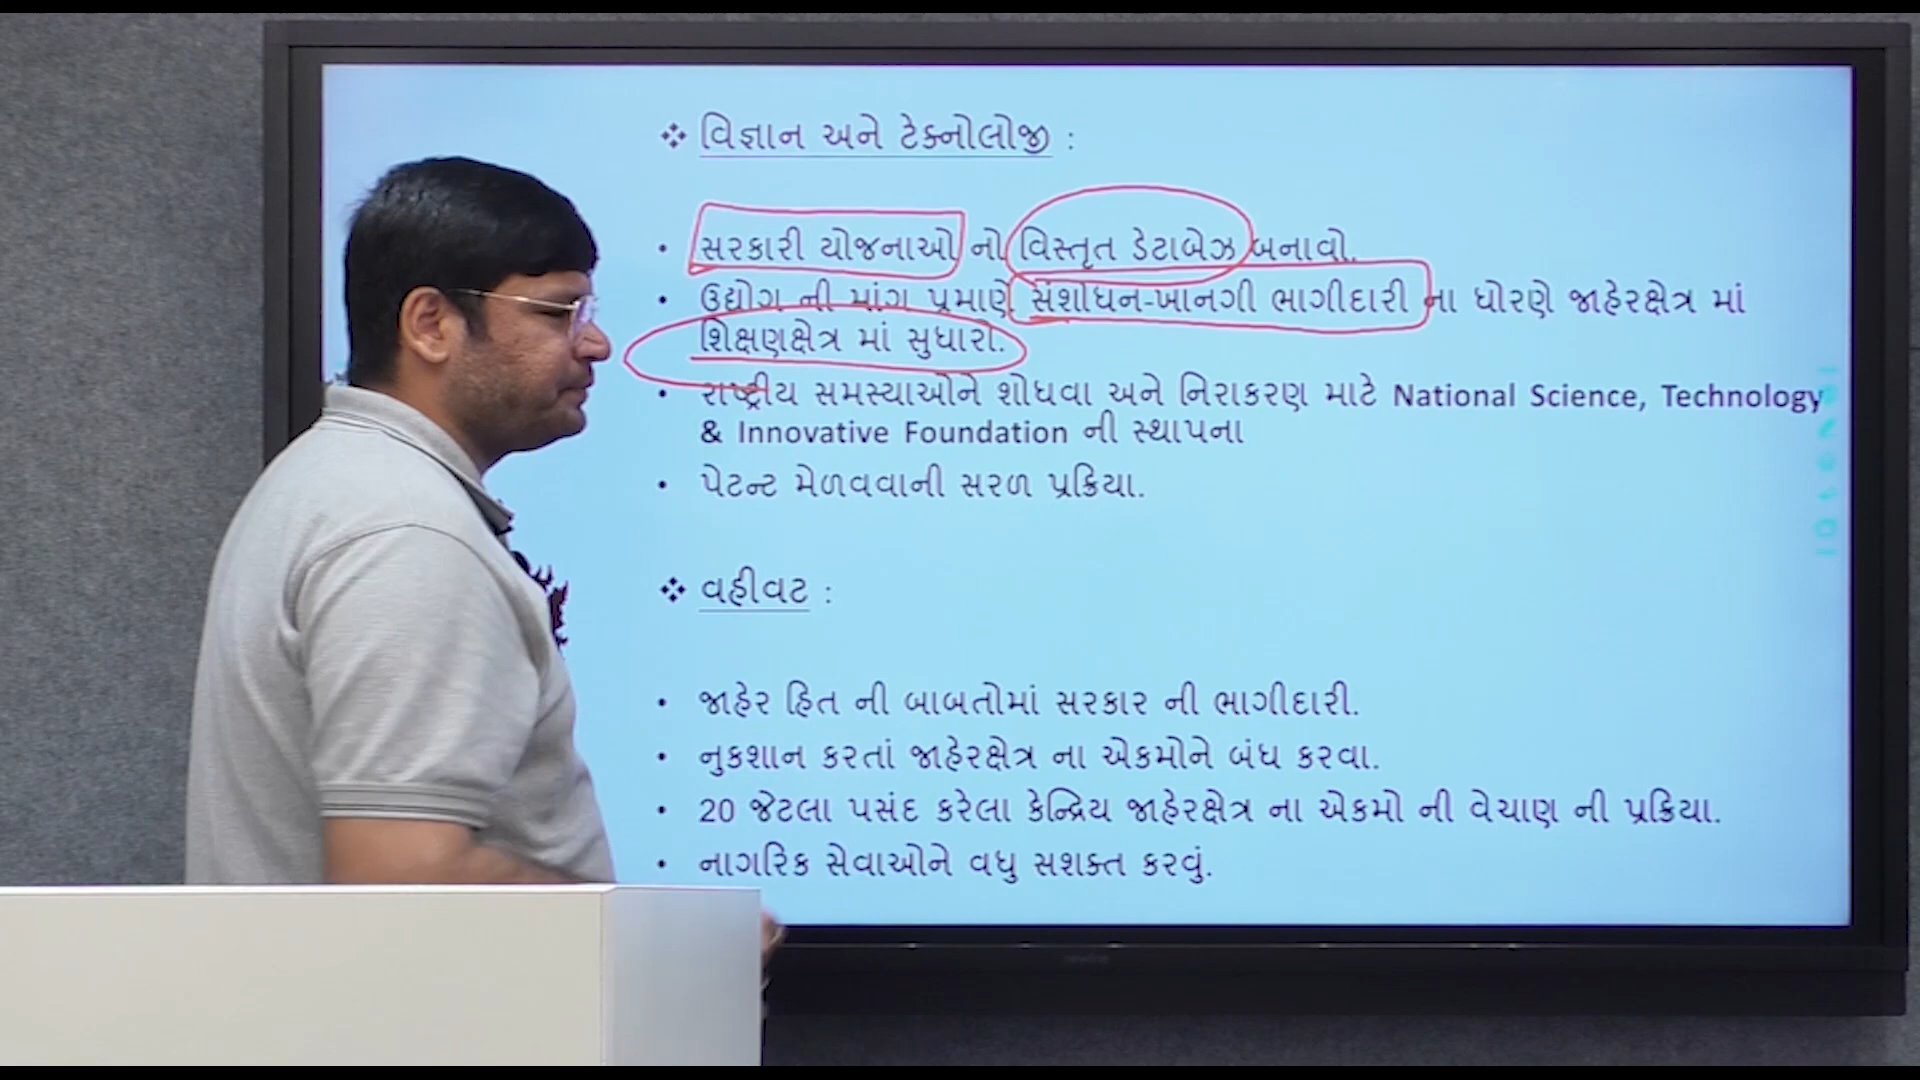 ❖ વિજ્ઞાન અને ટેક્નોલોજી :
• સરકારી યોજનાઓ નો વિસ્તૃત ડેટાબેઝ બનાવો.
• ઉદ્યોગ ની માંગ પ્રમાણે સંશોધન-ખાનગી ભાગીદારી ના ધોરણે જાહેરક્ષેત્ર માં
શિક્ષણક્ષેત્ર માં સુધારો.
• રાષ્ટ્રીય સમસ્યાઓને શોધવા અને નિરાકરણ માટે National Science, Technology
& Innovative Foundation ની સ્થાપના
• પેટન્ટ મેળવવાની સરળ પ્રક્રિયા.
❖ વહીવટ :
• જાહેર હિત ની બાબતોમાં સરકાર ની ભાગીદારી.
• નુકશાન કરતાં જાહેરક્ષેત્ર ના એકમોને બંધ કરવા.
• 20 જેટલા પસંદ કરેલા કેન્દ્રિય જાહેરક્ષેત્ર ના એકમો ની વેચાણ ની પ્રક્રિયા.
• નાગરિક સેવાઓને વધુ સશક્ત કરવું.